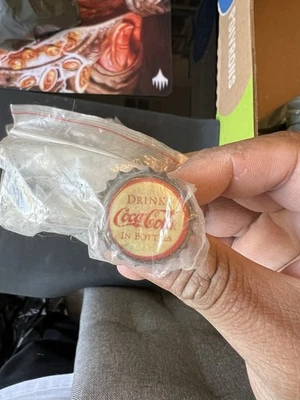 DRINK
Coca-Cola
IN BOTTLES